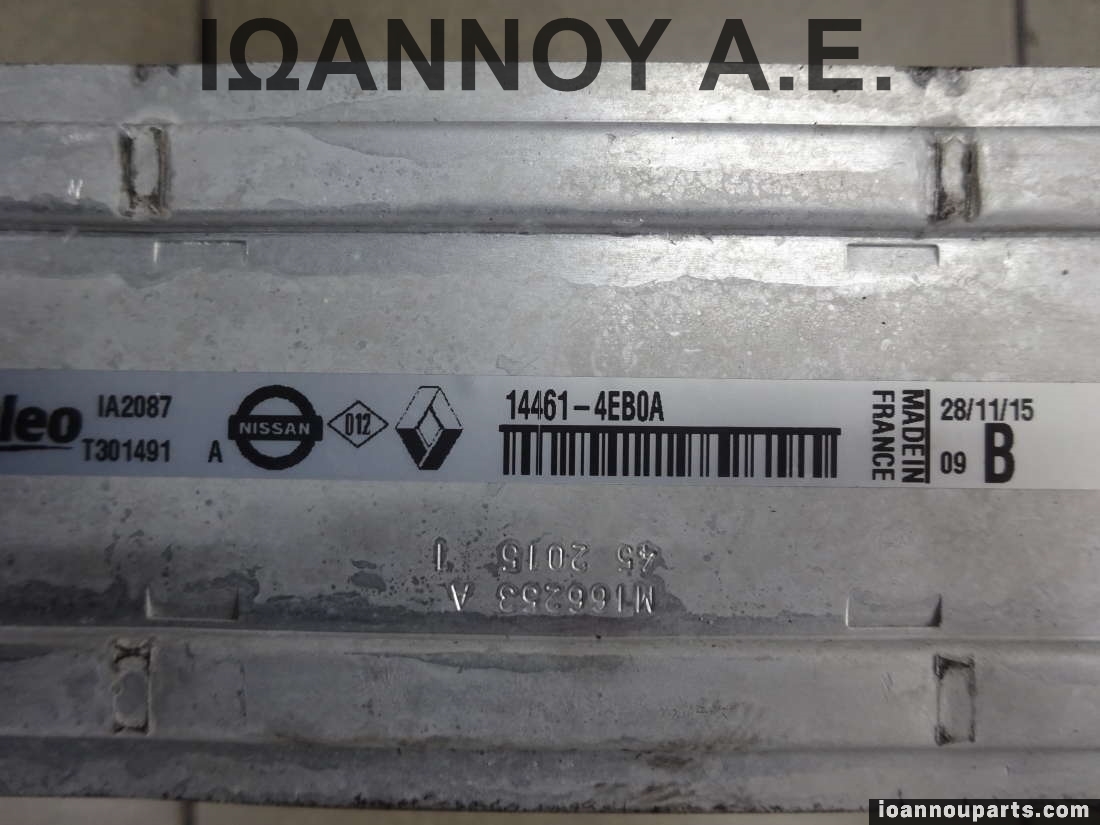 ΙΩΑΝΝΟΥ Α.Ε.
aleo
IA2087
T301491 A
NISSAN
012
14461-4EB0A
MADE IN
FRANCE
28/11/15
09 B
M166253 A
45 2015 1
ioannouparts.com